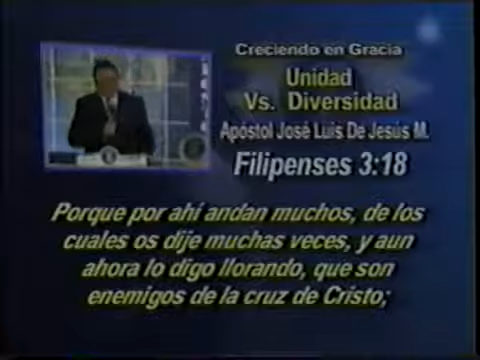 Creciendo en Gracia
Unidad
Vs. Diversidad
Apóstol José Luis De Jesús M.
Filipenses 3:18
Porque por ahí andan muchos, de los
cuales os dije muchas veces, y aun
ahora lo digo llorando, que son
enemigos de la cruz de Cristo;